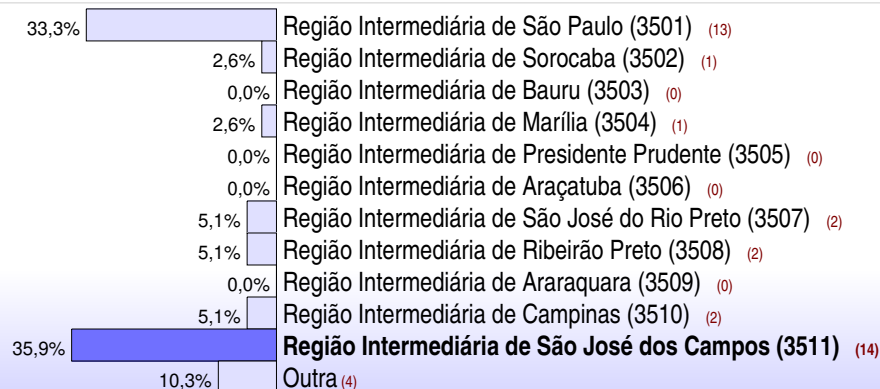 33,3% Região Intermediária de São Paulo (3501) (13)
2,6% Região Intermediária de Sorocaba (3502) (1)
0,0% Região Intermediária de Bauru (3503) (0)
2,6% Região Intermediária de Marília (3504) (1)
0,0% Região Intermediária de Presidente Prudente (3505) (0)
0,0% Região Intermediária de Araçatuba (3506) (0)
5,1% Região Intermediária de São José do Rio Preto (3507) (2)
5,1% Região Intermediária de Ribeirão Preto (3508) (2)
0,0% Região Intermediária de Araraquara (3509) (0)
5,1% Região Intermediária de Campinas (3510) (2)
35,9% Região Intermediária de São José dos Campos (3511) (14)
10,3% Outra (4)